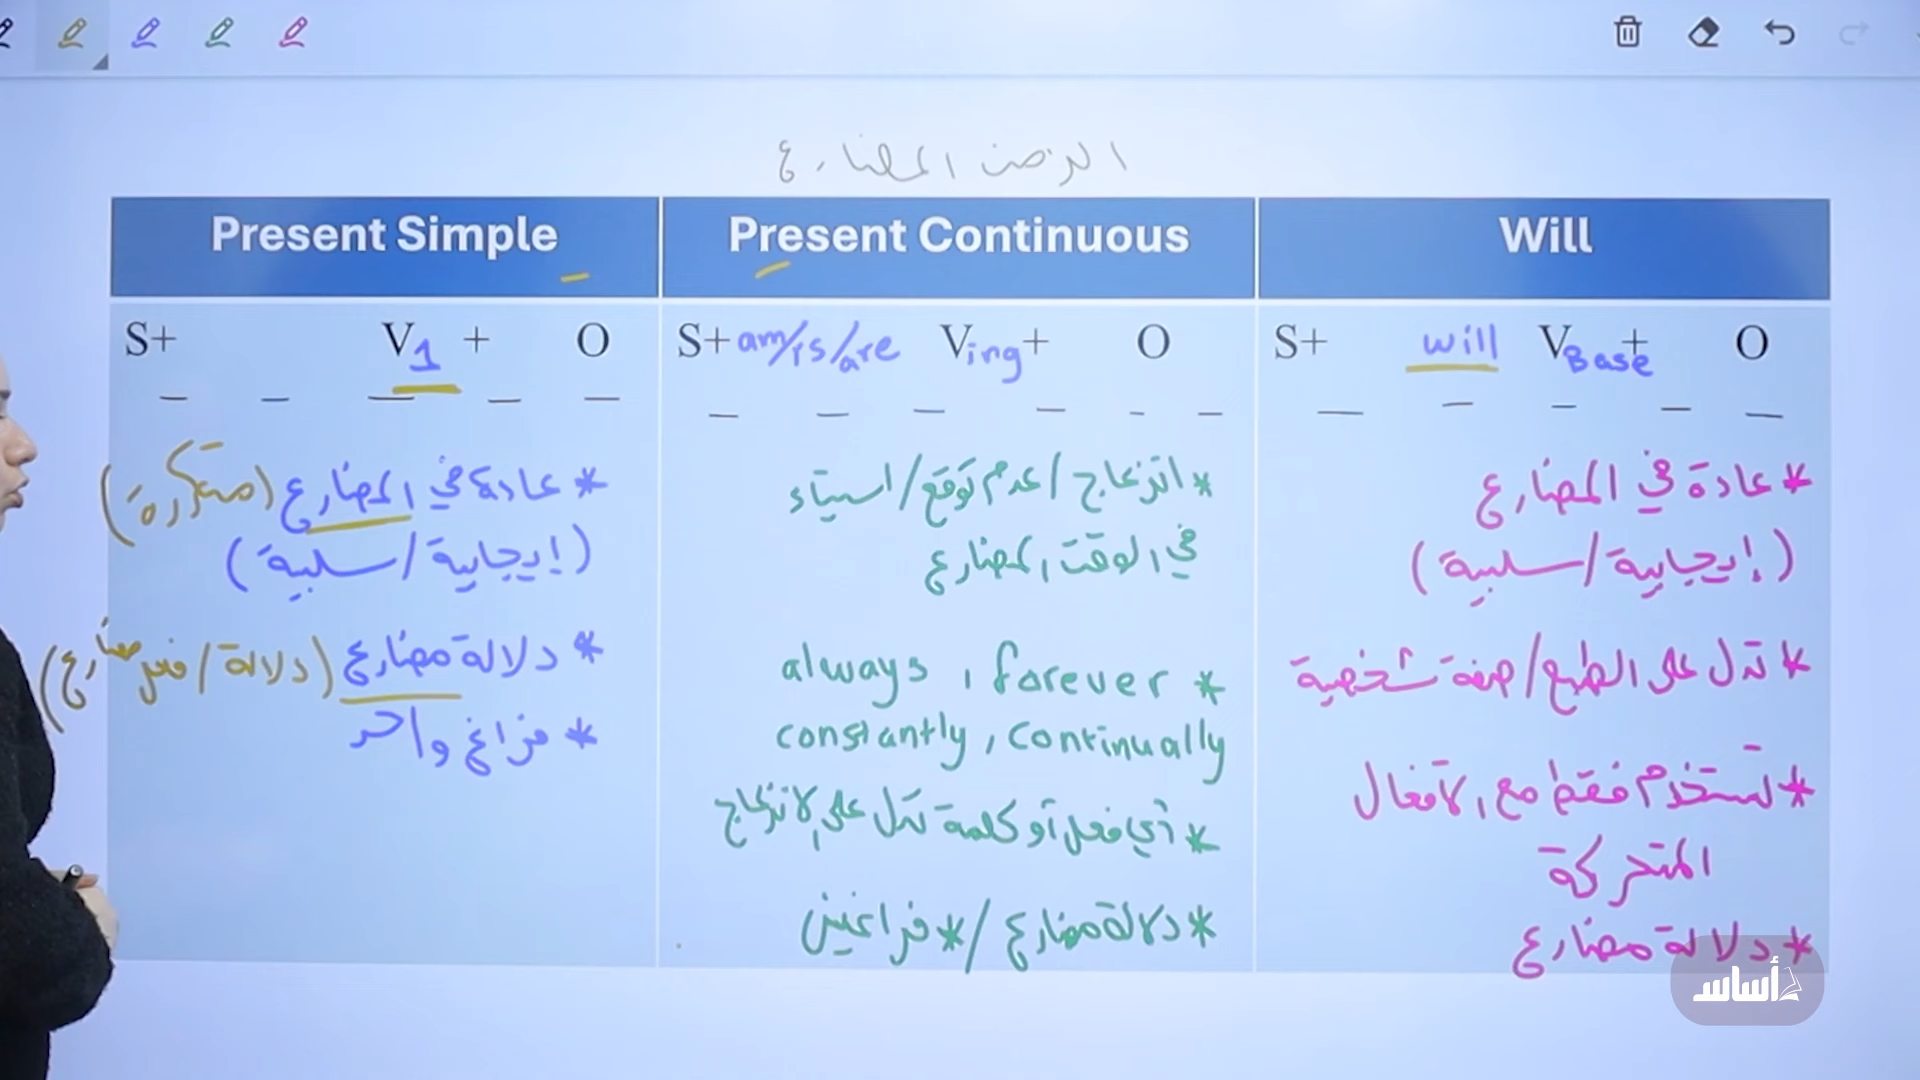 الزمن المضارع
Present Simple
S+ V1 + O
* عادة في المضارع (متكررة)
(إيجابية/سلبية)
* دلالة مضارع (دلالة/فعل مضارع)
* فراغ واحد
Present Continuous
S+ am/is/are Ving+ O
* انزعاج/عدم توقع/استياء
في الوقت المضارع
always, forever *
constantly, continually
* أي فعل أو كلمة تدل على الانزعاج
* دلالة مضارع/* فراغين
Will
S+ will VBase + O
* عادة في المضارع
(إيجابية/سلبية)
* تدل على الطبع/صفة شخصية
* تستخدم فقط مع الأفعال
المتحركة
* دلالة مضارع
أساس